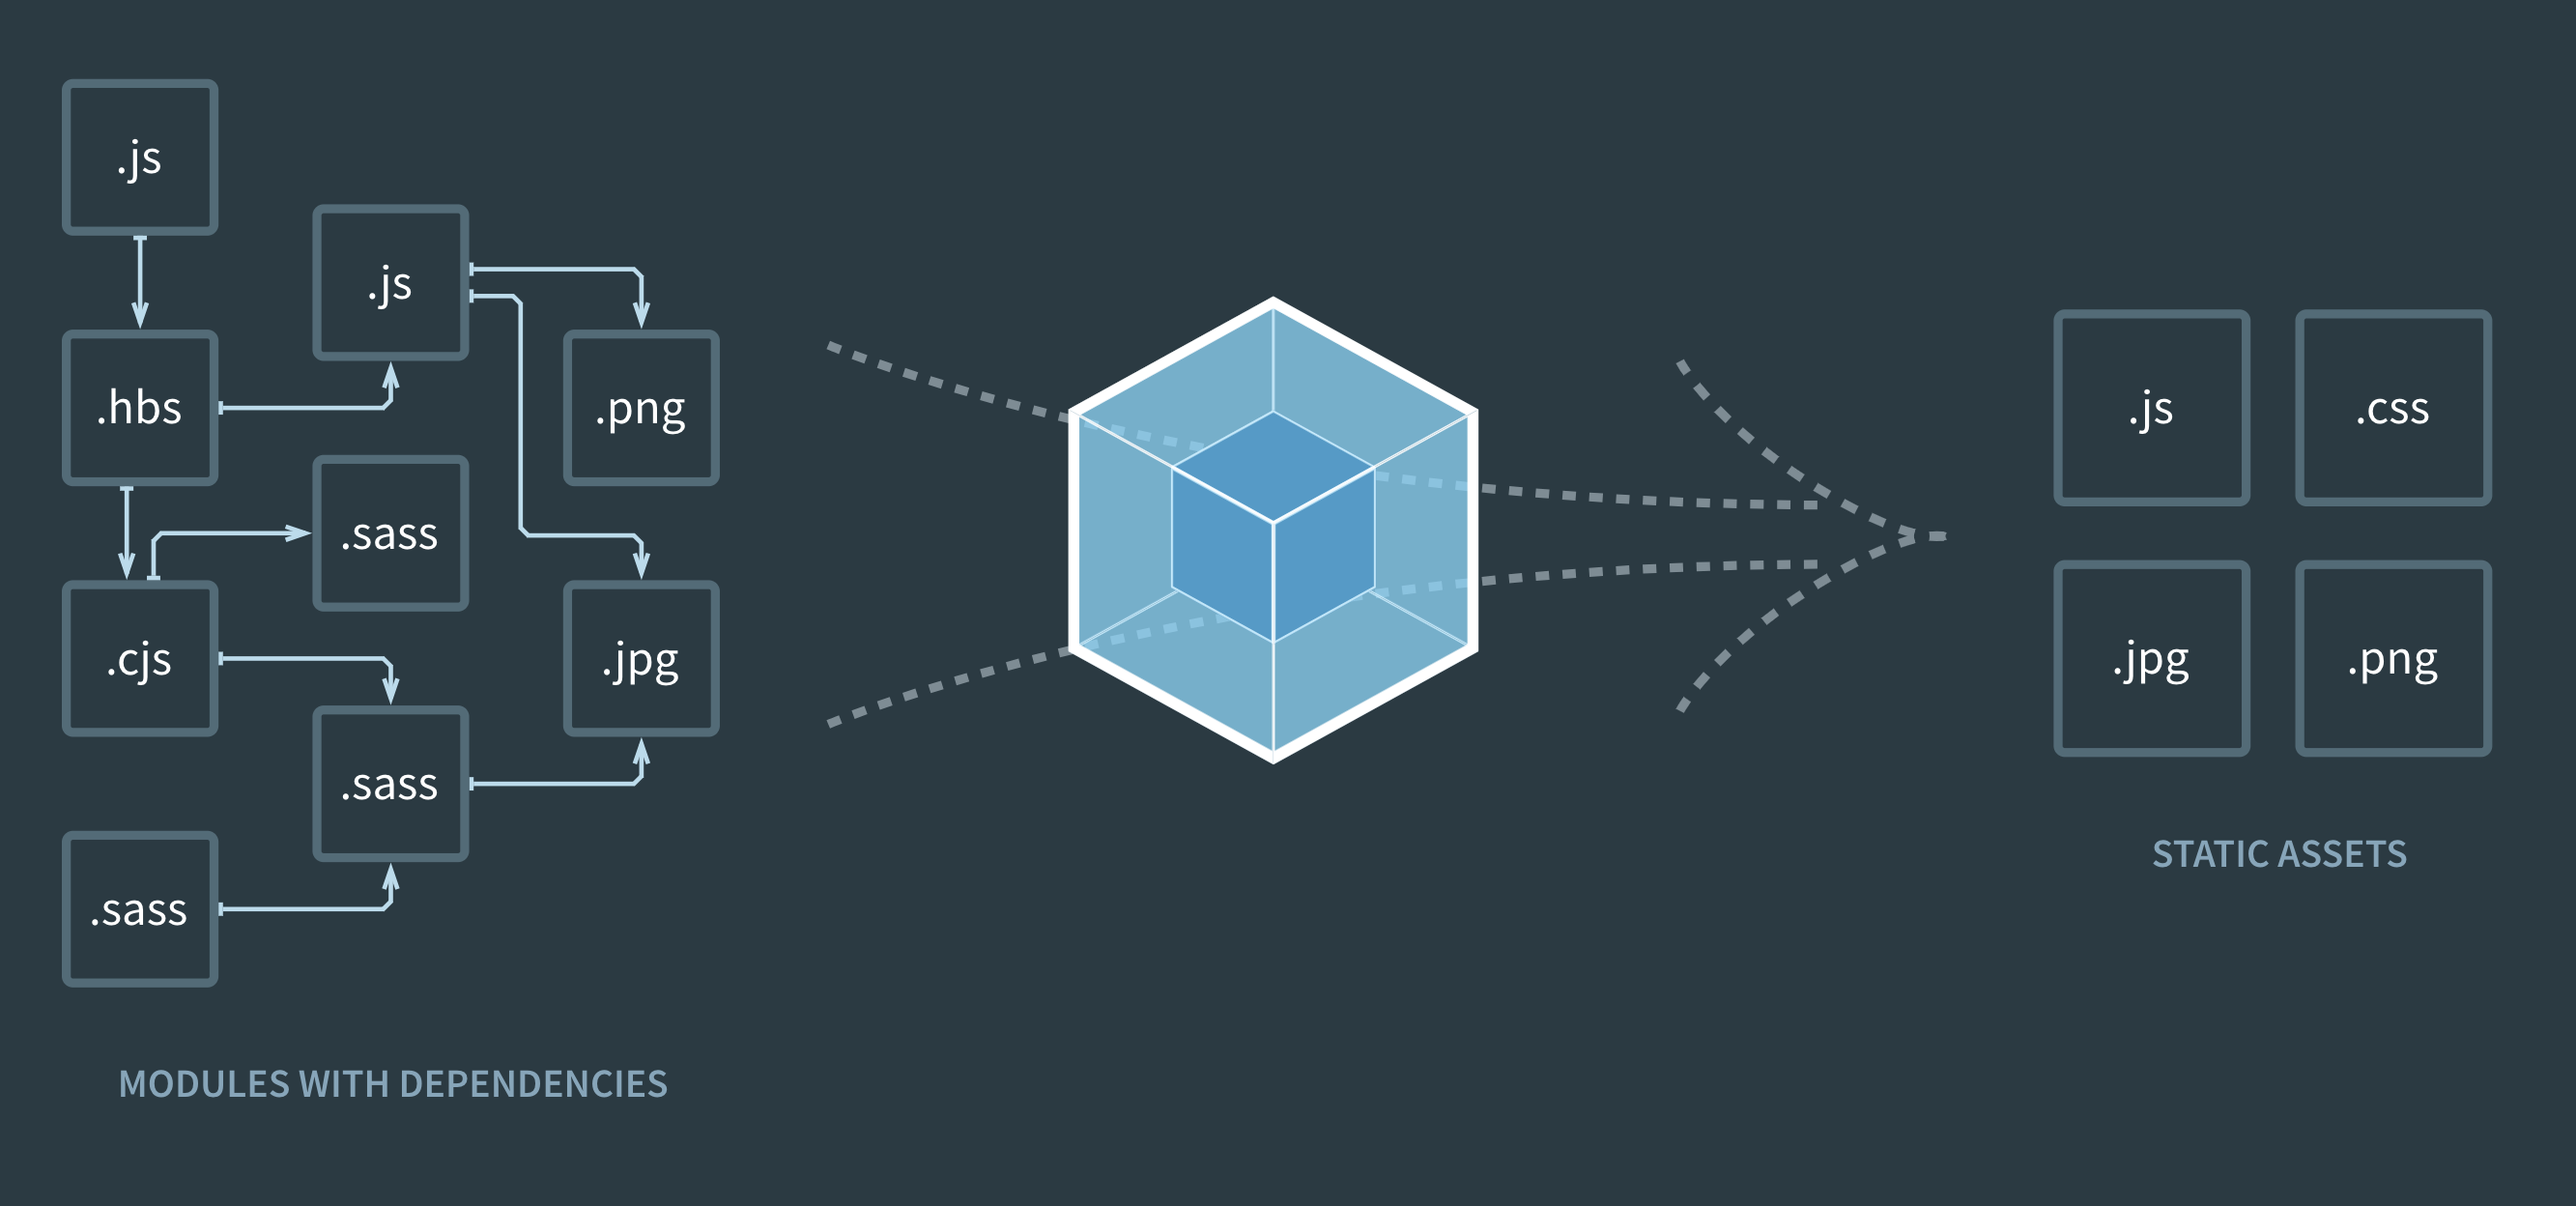 .js
.js
.hbs
.png
.sass
.cjs
.jpg
.sass
.sass
MODULES WITH DEPENDENCIES
.js
.css
.jpg
.png
STATIC ASSETS